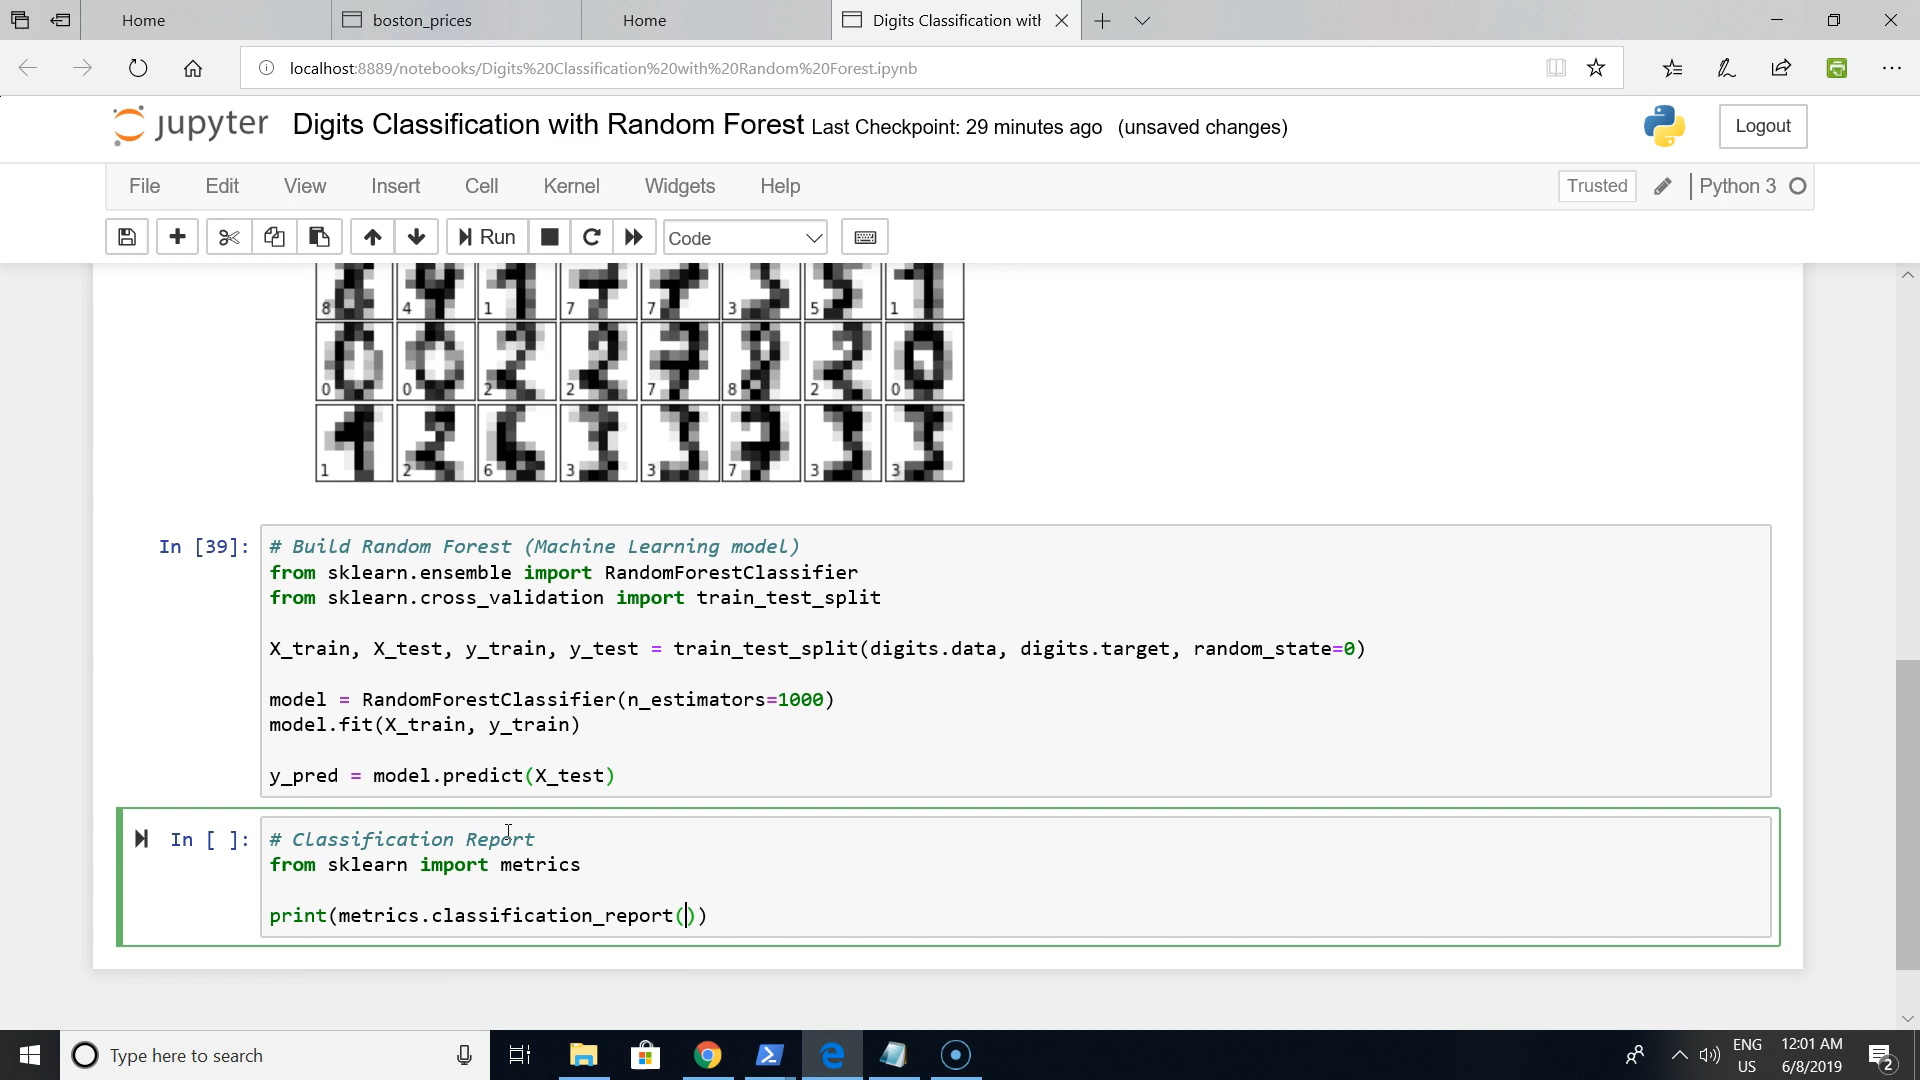 Home
boston_prices
Home
Digits Classification with
localhost:8889/notebooks/Digits%20Classification%20with%20Random%20Forest.ipynb
jupyter Digits Classification with Random Forest Last Checkpoint: 29 minutes ago (unsaved changes)
Logout
File Edit View Insert Cell Kernel Widgets Help
Trusted
Python 3
Run
Code
8 4 1 7 7 3 5 1
0 0 2 2 7 8 2 0
1 2 6 3 3 7 3 3
In [39]:
# Build Random Forest (Machine Learning model)
from sklearn.ensemble import RandomForestClassifier
from sklearn.cross_validation import train_test_split
X_train, X_test, y_train, y_test = train_test_split(digits.data, digits.target, random_state=0)
model = RandomForestClassifier(n_estimators=1000)
model.fit(X_train, y_train)
y_pred = model.predict(X_test)
In [ ]:
# Classification Report
from sklearn import metrics
print(metrics.classification_report())
Type here to search
ENG
US
12:01 AM
6/8/2019
2